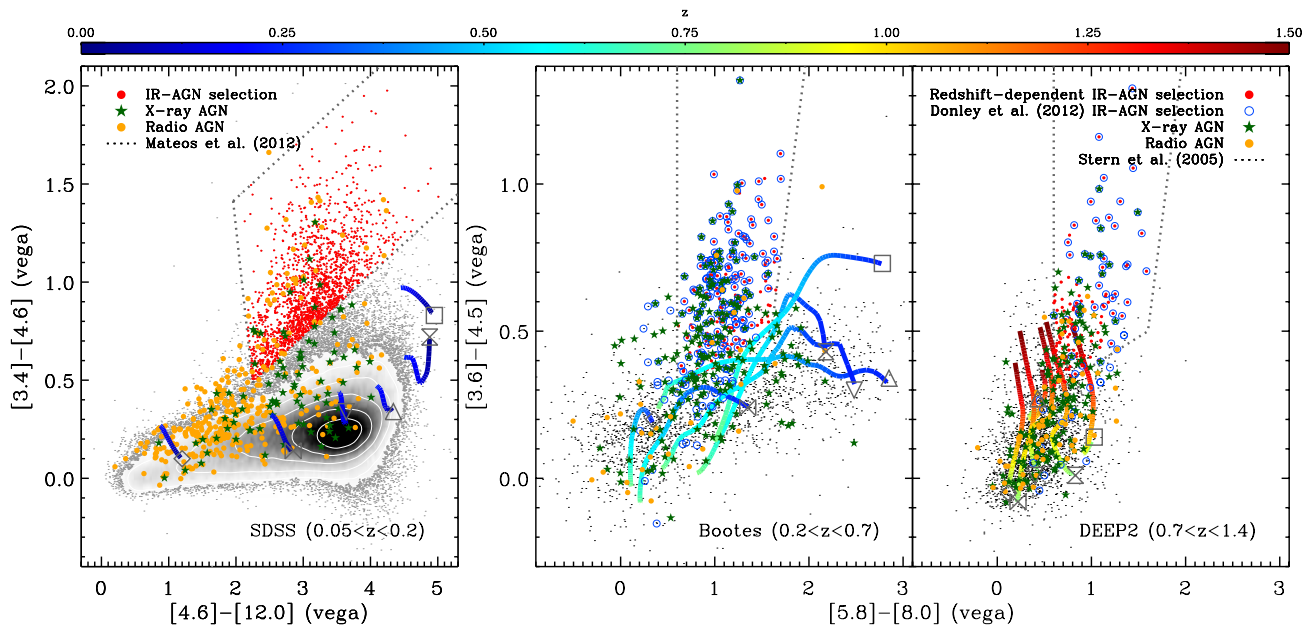 z
0.00 0.25 0.50 0.75 1.00 1.25 1.50
2.0
1.5
1.0
0.5
0.0
[3.4]−[4.6] (vega)
IR−AGN selection
X−ray AGN
Radio AGN
Mateos et al. (2012)
SDSS (0.05<z<0.2)
0 1 2 3 4 5
[4.6]−[12.0] (vega)
1.0
0.5
0.0
[3.6]−[4.5] (vega)
Bootes (0.2<z<0.7)
0 1 2 3
Redshift−dependent IR−AGN selection
Donley et al. (2012) IR−AGN selection
X−ray AGN
Radio AGN
Stern et al. (2005)
DEEP2 (0.7<z<1.4)
0 1 2 3
[5.8]−[8.0] (vega)